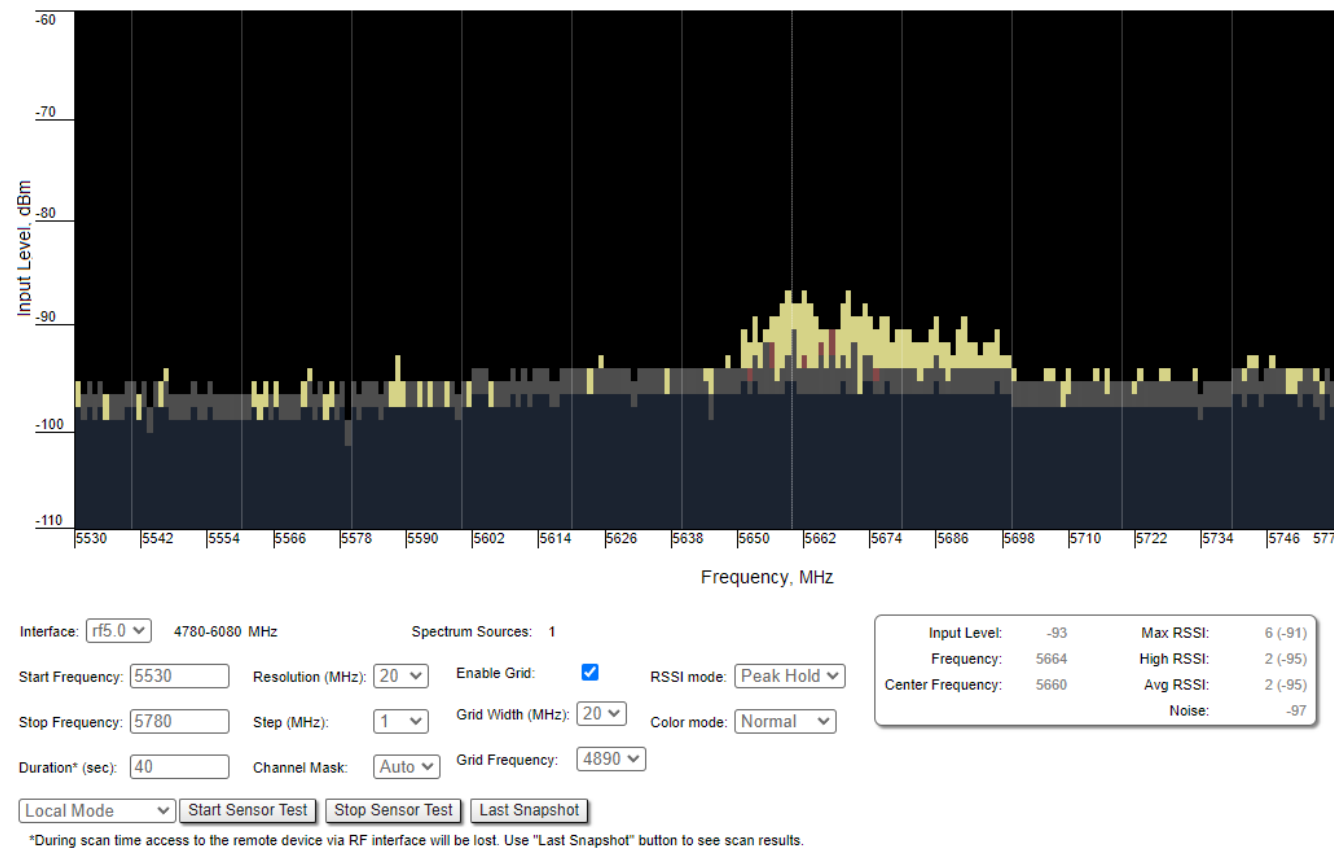 -60
-70
-80
-90
-100
-110
Input Level, dBm
5530 5542 5554 5566 5578 5590 5602 5614 5626 5638 5650 5662 5674 5686 5698 5710 5722 5734 5746 577
Frequency, MHz
Interface: rf5.0 4780-6080 MHz Spectrum Sources: 1
Start Frequency: 5530 Resolution (MHz): 20 Enable Grid: RSSI mode: Peak Hold
Stop Frequency: 5780 Step (MHz): 1 Grid Width (MHz): 20 Color mode: Normal
Duration* (sec): 40 Channel Mask: Auto Grid Frequency: 4890
Input Level: -93 Max RSSI: 6 (-91)
Frequency: 5664 High RSSI: 2 (-95)
Center Frequency: 5660 Avg RSSI: 2 (-95)
Noise: -97
Local Mode Start Sensor Test Stop Sensor Test Last Snapshot
*During scan time access to the remote device via RF interface will be lost. Use "Last Snapshot" button to see scan results.